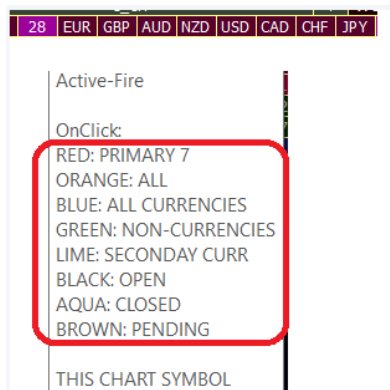 28 EUR GBP AUD NZD USD CAD CHF JPY
Active-Fire
OnClick:
RED: PRIMARY 7
ORANGE: ALL
BLUE: ALL CURRENCIES
GREEN: NON-CURRENCIES
LIME: SECONDAY CURR
BLACK: OPEN
AQUA: CLOSED
BROWN: PENDING
THIS CHART SYMBOL